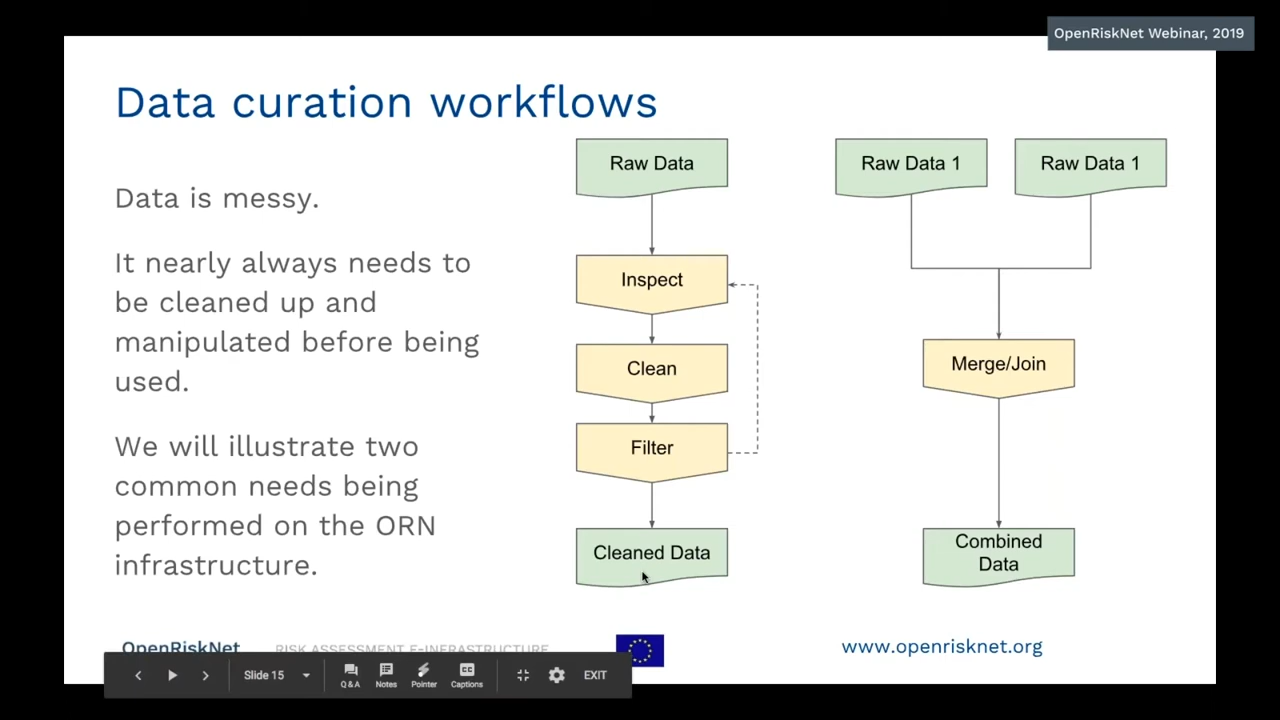 OpenRiskNet Webinar, 2019
Data curation workflows
Data is messy.
It nearly always needs to
be cleaned up and
manipulated before being
used.
We will illustrate two
common needs being
performed on the ORN
infrastructure.
Raw Data
Inspect
Clean
Filter
Cleaned Data
Raw Data 1
Raw Data 1
Merge/Join
Combined
Data
OpenRiskNet
RISK ASSESSMENT E-INFRASTRUCTURE
www.openrisknet.org
Slide 15
Q & A
Notes
Pointer
CC
Captions
EXIT